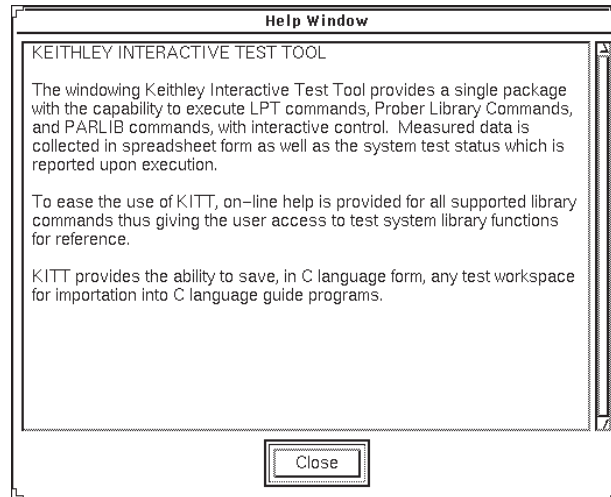 Help Window
KEITHLEY INTERACTIVE TEST TOOL
The windowing Keithley Interactive Test Tool provides a single package
with the capability to execute LPT commands, Prober Library Commands,
and PARLIB commands, with interactive control.  Measured data is
collected in spreadsheet form as well as the system test status which is
reported upon execution.
To ease the use of KITT, on-line help is provided for all supported library
commands thus giving the user access to test system library functions
for reference.
KITT provides the ability to save, in C language form, any test workspace
for importation into C language guide programs.
Close